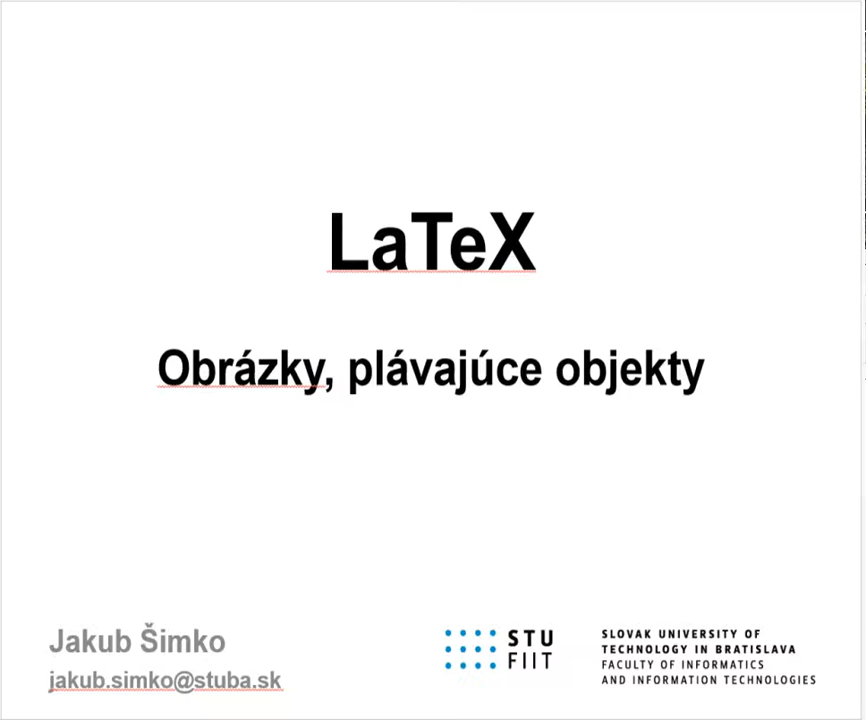 LaTeX
Obrázky, plávajúce objekty
Jakub Šimko
jakub.simko@stuba.sk
STU
FIIT
SLOVAK UNIVERSITY OF
TECHNOLOGY IN BRATISLAVA
FACULTY OF INFORMATICS
AND INFORMATION TECHNOLOGIES